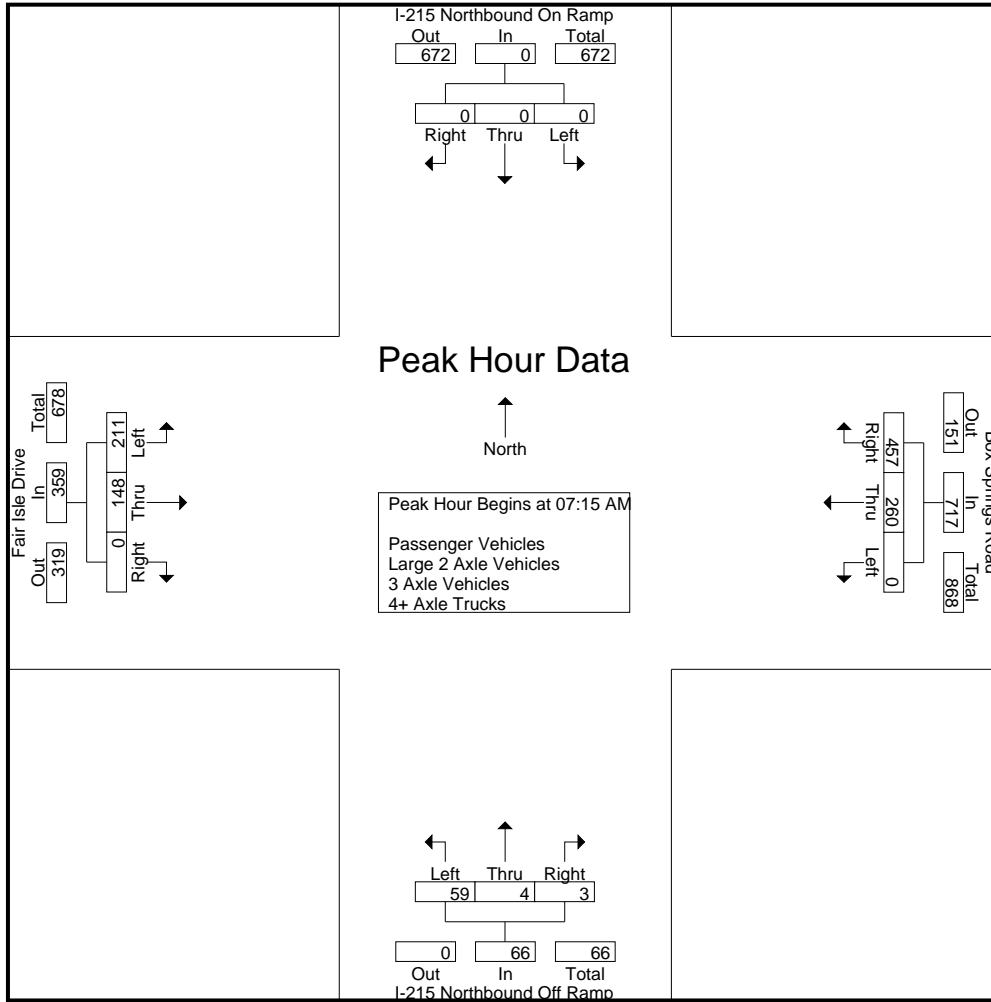 I-215 Northbound On Ramp
Out In Total
672 0 672
0 0 0
Right Thru Left
Peak Hour Data
North
Peak Hour Begins at 07:15 AM
Passenger Vehicles
Large 2 Axle Vehicles
3 Axle Vehicles
4+ Axle Trucks
Fair Isle Drive
Out In Total
319 359 678
211 148 0
Left Thru Right
Box Springs Road
Out In Total
151 717 868
457 260 0
Right Thru Left
Left Thru Right
59 4 3
0 66 66
Out In Total
I-215 Northbound Off Ramp